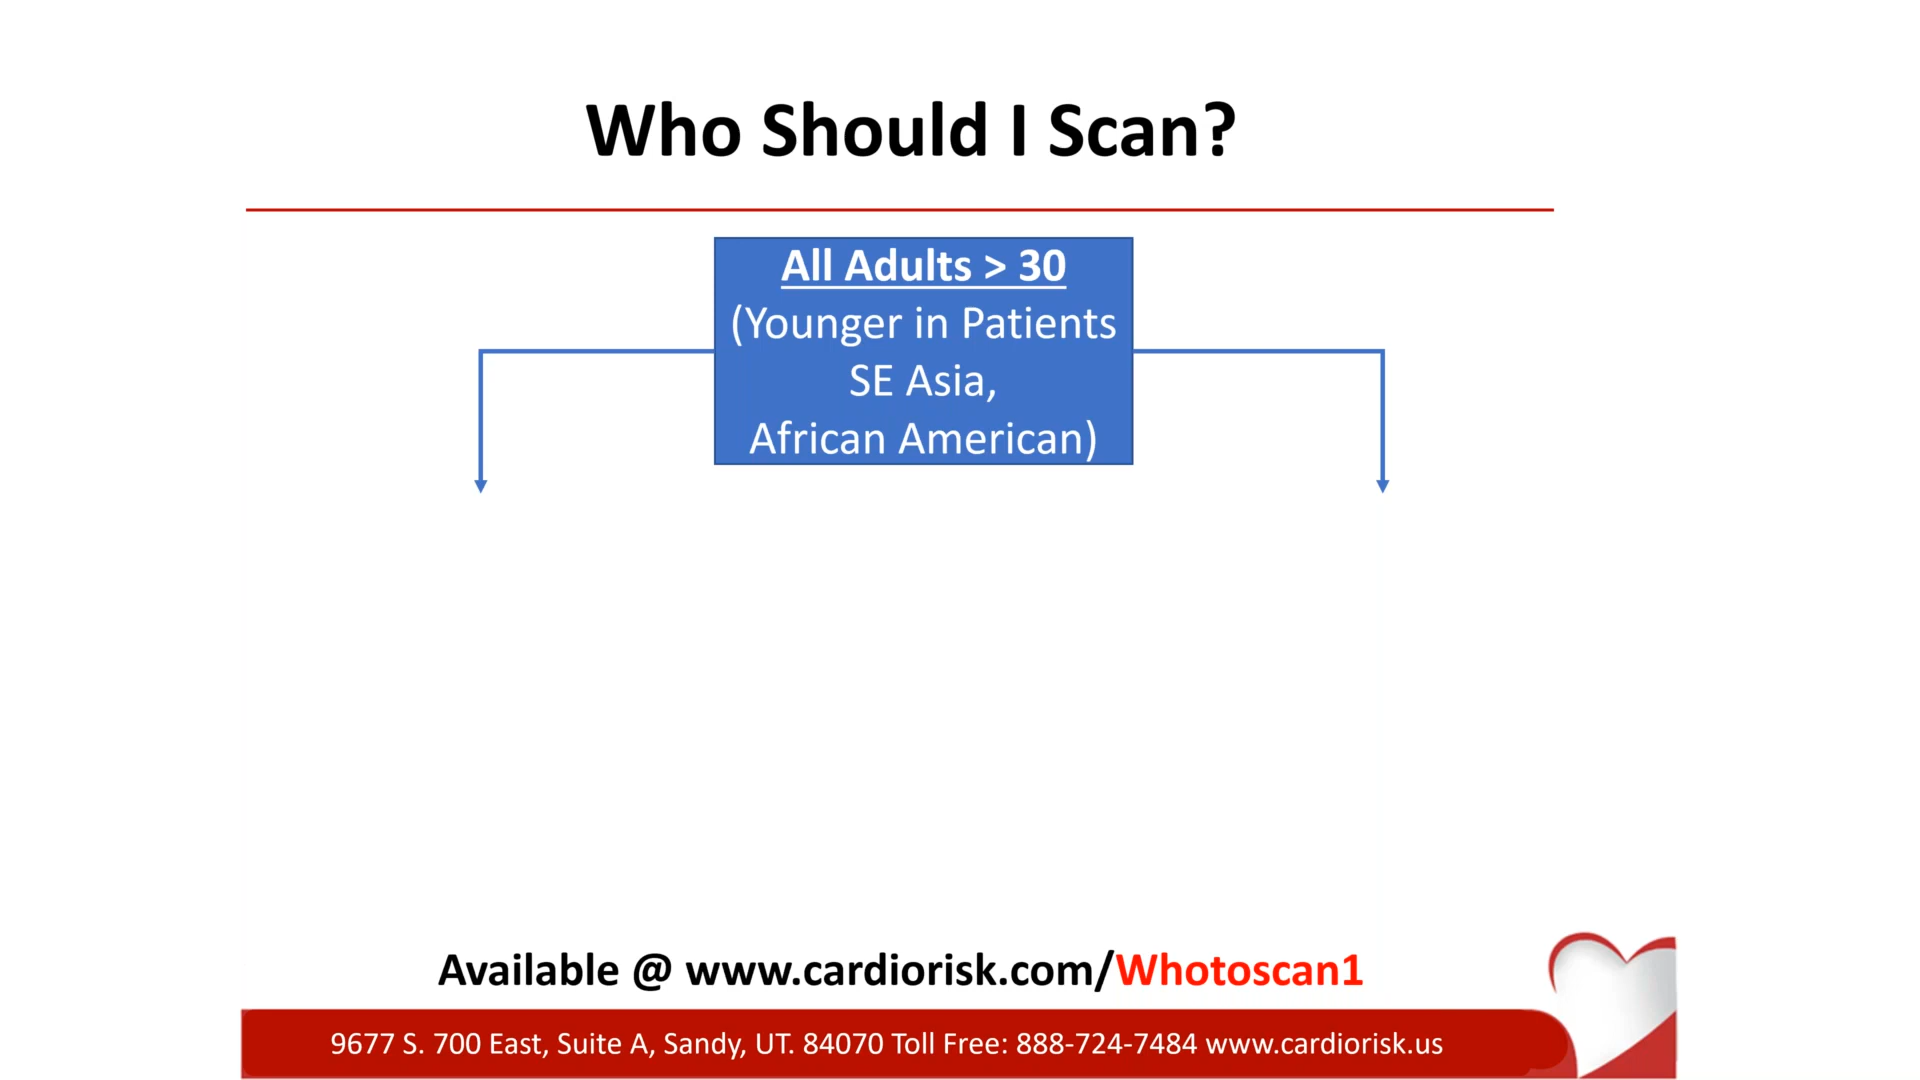 Who Should I Scan?
All Adults > 30
(Younger in Patients
SE Asia,
African American)
Available @ www.cardiorisk.com/Whotoscan1
9677 S. 700 East, Suite A, Sandy, UT. 84070 Toll Free: 888-724-7484 www.cardiorisk.us